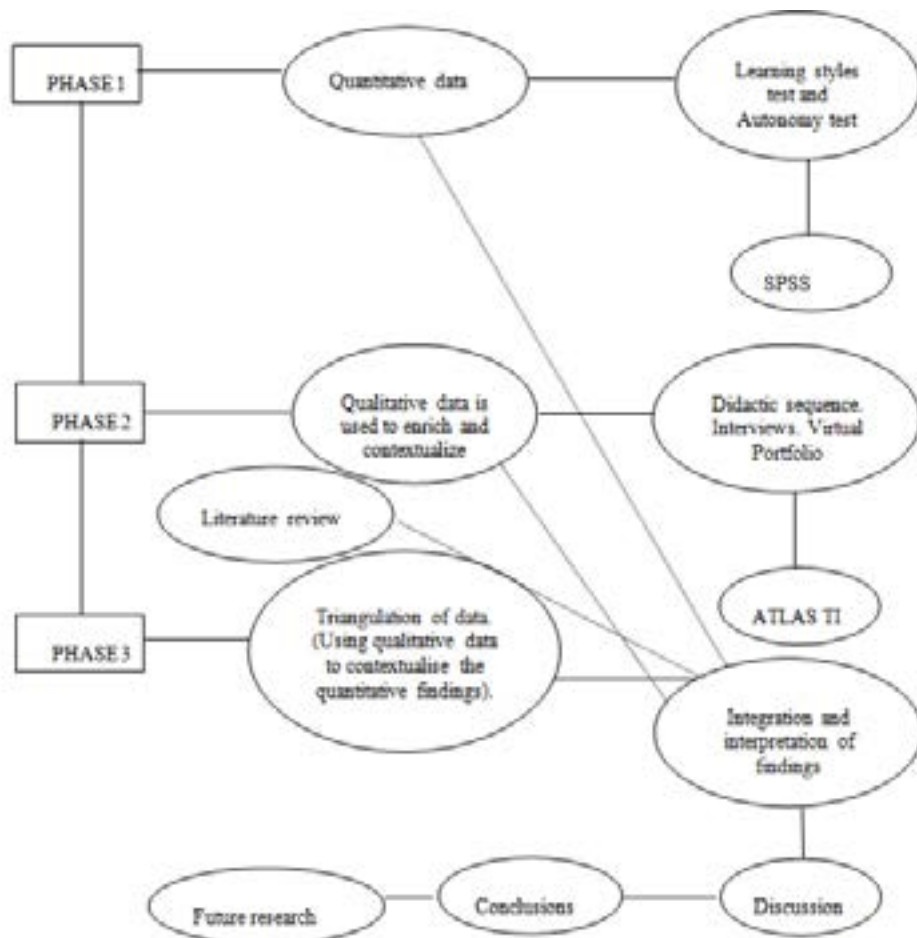 PHASE 1
Quantitative data
Learning styles
test and
Autonomy test
SPSS
PHASE 2
Qualitative data is
used to enrich and
contextualize
Didactic sequence.
Interviews. Virtual
Portfolio
Literature review
ATLAS TI
PHASE 3
Triangulation of data.
(Using qualitative data
to contextualise the
quantitative findings).
Integration and
interpretation of
findings
Future research
Conclusions
Discussion